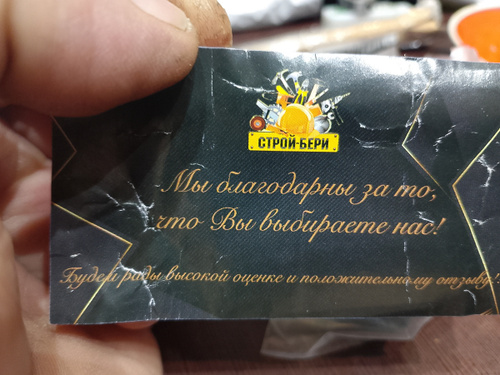 СТРОЙ-БЕРИ
Мы благодарны за то,
что Вы выбираете нас!
Будем рады высокой оценке и положительному отзыву!